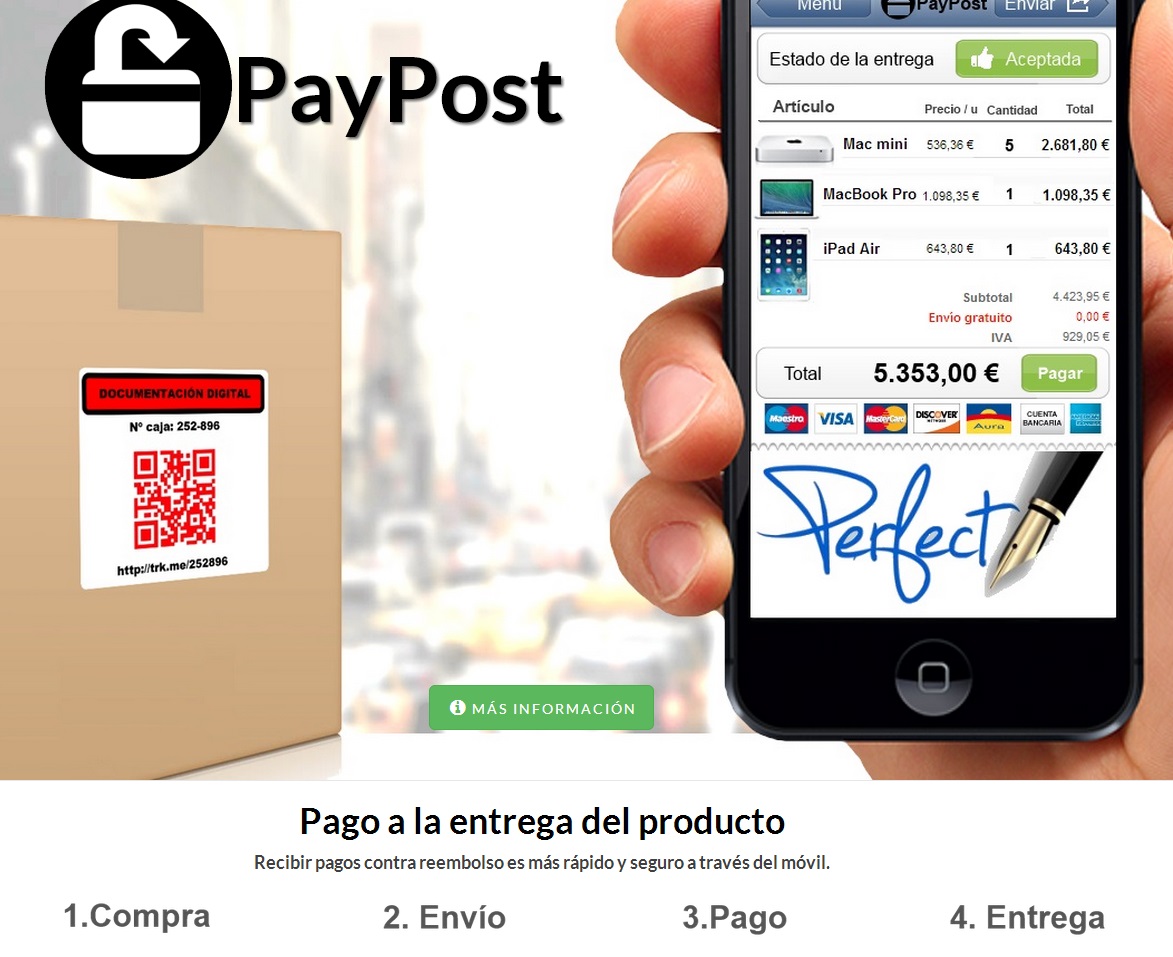 PayPost
Menú
PayPost
Enviar
Estado de la entrega
Aceptada
Artículo Precio / u Cantidad Total
Mac mini 536,36 € 5 2.681,80 €
MacBook Pro 1.098,35 € 1 1.098,35 €
iPad Air 643,80 € 1 643,80 €
Subtotal 4.423,95 €
Envio gratuito 0,00 €
IVA 929,05 €
Total 5.353,00 € Pagar
Maestro VISA MasterCard DISCOVER NETWORK Aura CUENTA BANCARIA
Perfect
DOCUMENTACIÓN DIGITAL
Nº caja: 252-896
http://trk.me/252896
MÁS INFORMACIÓN
Pago a la entrega del producto
Recibir pagos contra reembolso es más rápido y seguro a través del móvil.
1.Compra
2. Envío
3.Pago
4. Entrega